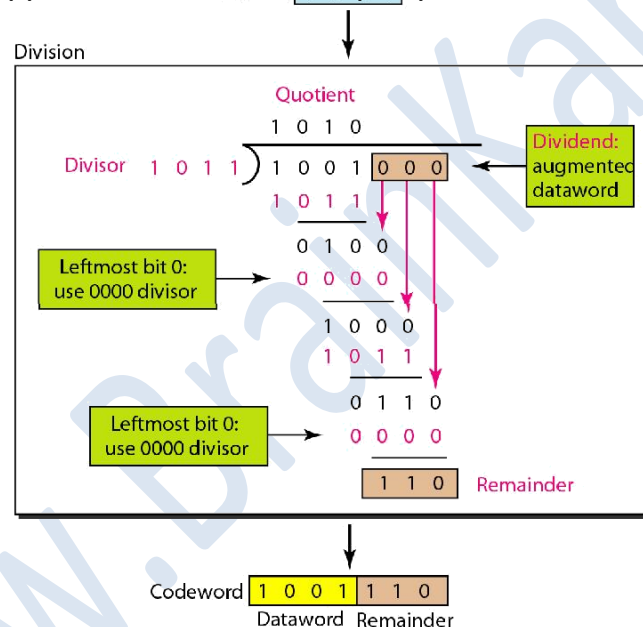 Division
Quotient
1 0 1 0
Divisor 1 0 1 1 1 0 0 1 0 0 0
Dividend:
augmented
dataword
1 0 1 1
0 1 0 0
Leftmost bit 0:
use 0000 divisor
0 0 0 0
1 0 0 0
1 0 1 1
0 1 1 0
Leftmost bit 0:
use 0000 divisor
0 0 0 0
1 1 0 Remainder
Codeword 1 0 0 1 1 1 0
Dataword Remainder